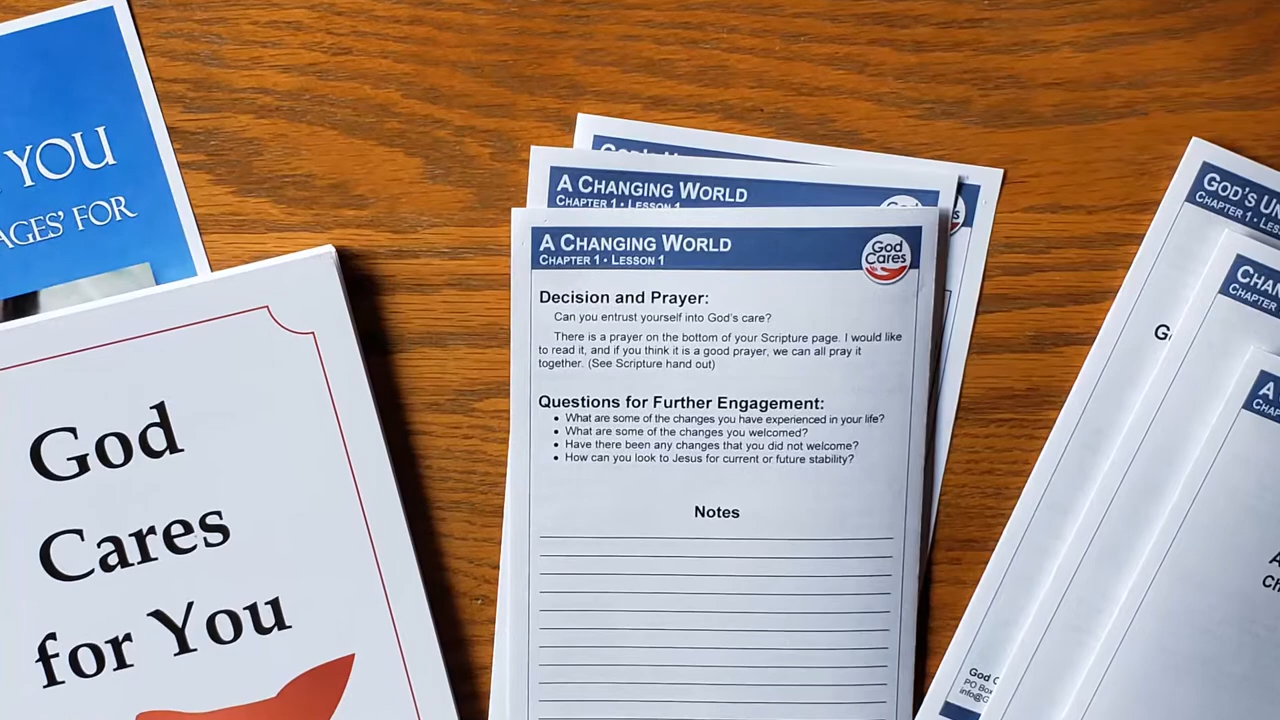 YOU
FOR
God
Cares
for You
A CHANGING WORLD
CHAPTER 1 • LESSON 1
A CHANGING WORLD
CHAPTER 1 • LESSON 1
God
Cares
Decision and Prayer:
Can you entrust yourself into God's care?
There is a prayer on the bottom of your Scripture page. I would like
to read it, and if you think it is a good prayer, we can all pray it
together. (See Scripture hand out)
Questions for Further Engagement:
• What are some of the changes you have experienced in your life?
• What are some of the changes you welcomed?
• Have there been any changes that you did not welcome?
• How can you look to Jesus for current or future stability?
Notes
GOD'S
CHAPTER 1 •
CHAPTER
God
PO Box